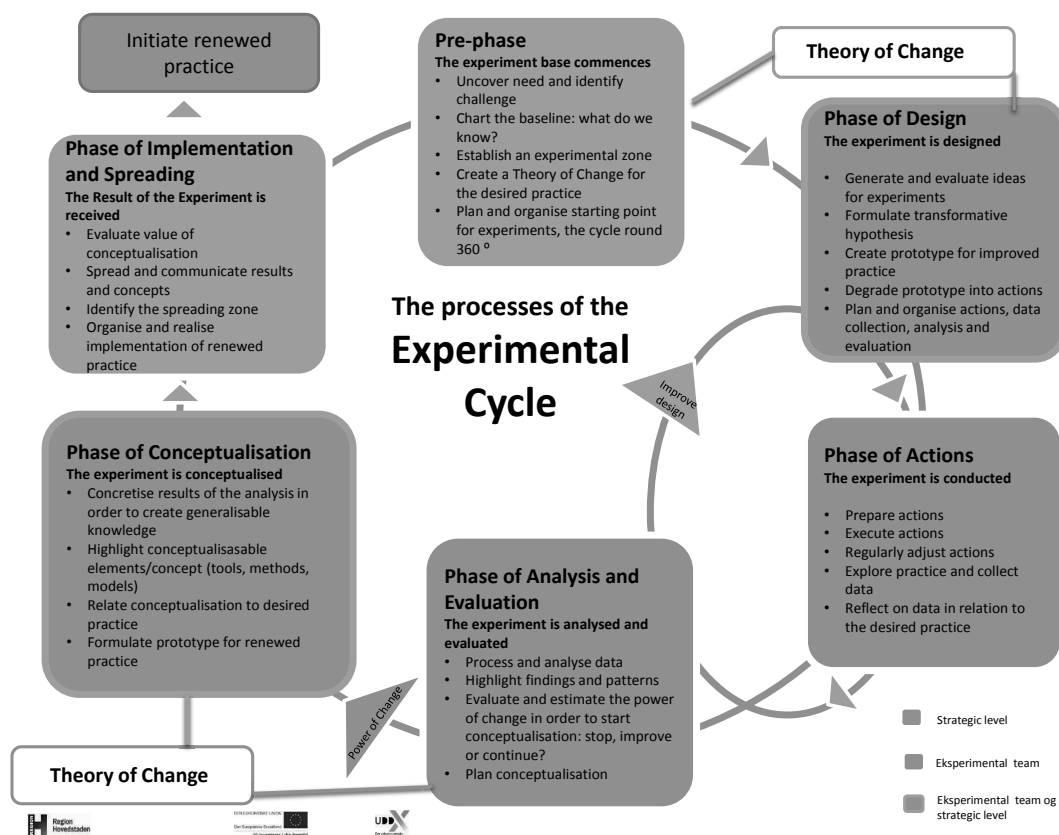 Initiate renewed
practice
Pre-phase
The experiment base commences
• Uncover need and identify
challenge
• Chart the baseline: what do we
know?
• Establish an experimental zone
• Create a Theory of Change for
the desired practice
• Plan and organise starting point
for experiments, the cycle round
360 º
Theory of Change
Phase of Design
The experiment is designed
• Generate and evaluate ideas
for experiments
• Formulate transformative
hypothesis
• Create prototype for improved
practice
• Degrade prototype into actions
• Plan and organise actions, data
collection, analysis and
evaluation
Phase of Implementation
and Spreading
The Result of the Experiment is
received
• Evaluate value of
conceptualisation
• Spread and communicate results
and concepts
• Identify the spreading zone
• Organise and realise
implementation of renewed
practice
The processes of the
Experimental
Cycle
Improve
design
Phase of Conceptualisation
The experiment is conceptualised
• Concretise results of the analysis in
order to create generalisable
knowledge
• Highlight conceptualisasable
elements/concept (tools, methods,
models)
• Relate conceptualisation to desired
practice
• Formulate prototype for renewed
practice
Phase of Actions
The experiment is conducted
• Prepare actions
• Execute actions
• Regularly adjust actions
• Explore practice and collect
data
• Reflect on data in relation to
the desired practice
Phase of Analysis and
Evaluation
The experiment is analysed and
evaluated
• Process and analyse data
• Highlight findings and patterns
• Evaluate and estimate the power
of change in order to start
conceptualisation: stop, improve
or continue?
• Plan conceptualisation
Power of Change
Theory of Change
Strategic level
Eksperimental team
Eksperimental team og
strategic level
Region
Hovedstaden
DEN EUROPÆISKE UNION
UDDX